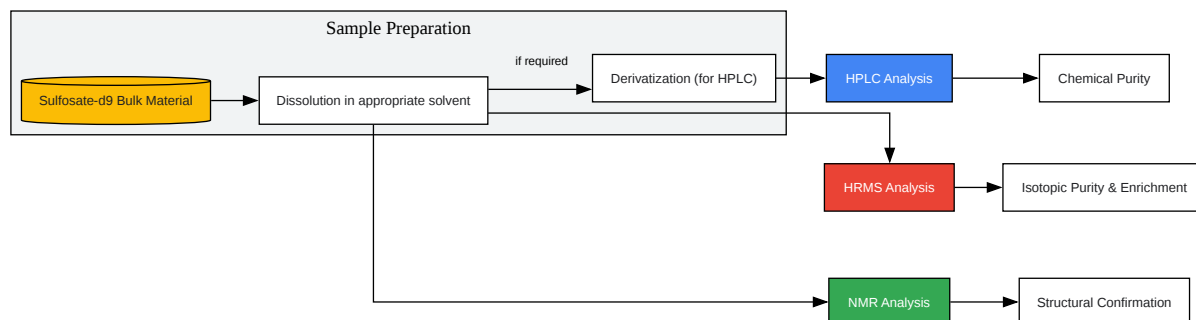 Sample Preparation
if required
Sulfosate-d9 Bulk Material
Dissolution in appropriate solvent
Derivatization (for HPLC)
HPLC Analysis
Chemical Purity
HRMS Analysis
Isotopic Purity & Enrichment
NMR Analysis
Structural Confirmation